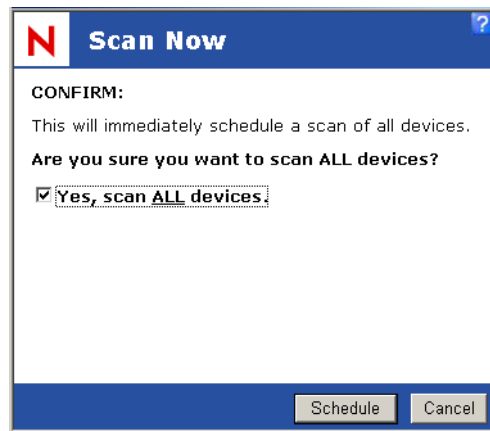 N Scan Now ?
CONFIRM:
This will immediately schedule a scan of all devices.
Are you sure you want to scan ALL devices?
Yes, scan ALL devices.
Schedule Cancel